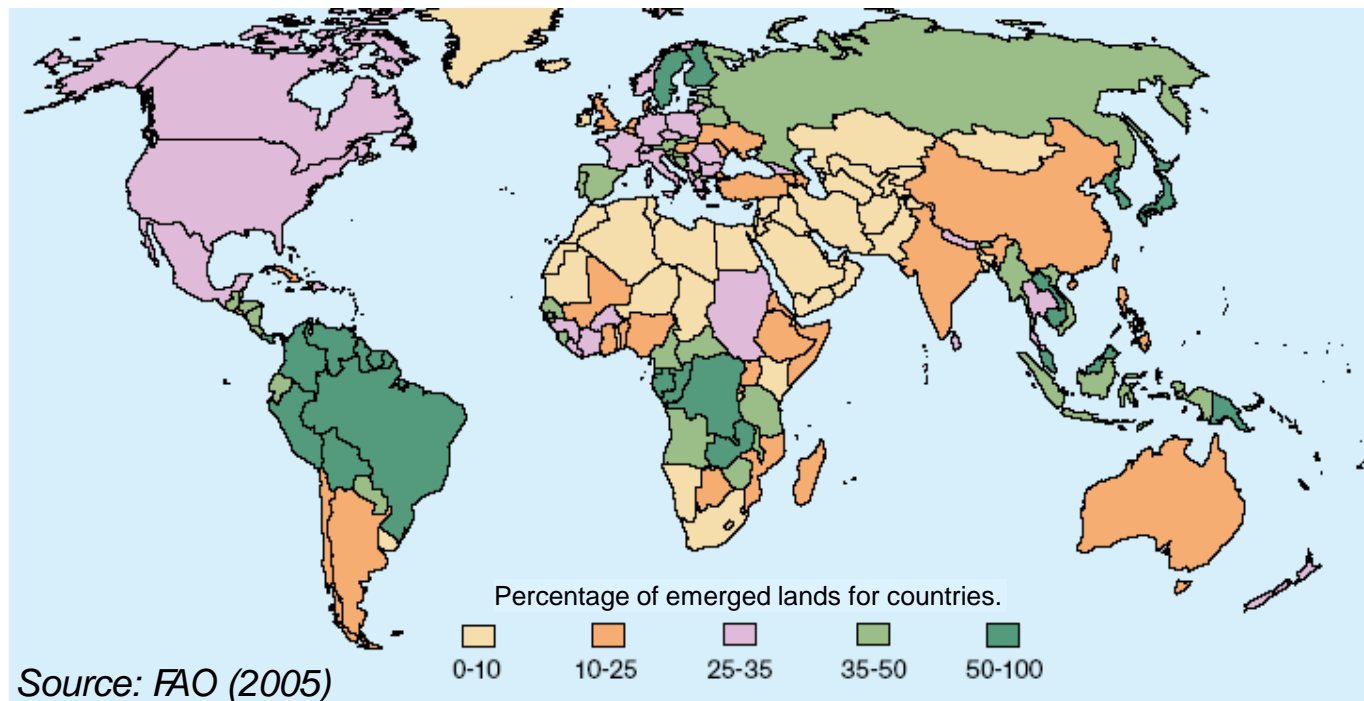 Percentage of emerged lands for countries.
0-10 10-25 25-35 35-50 50-100
Source: FAO (2005)